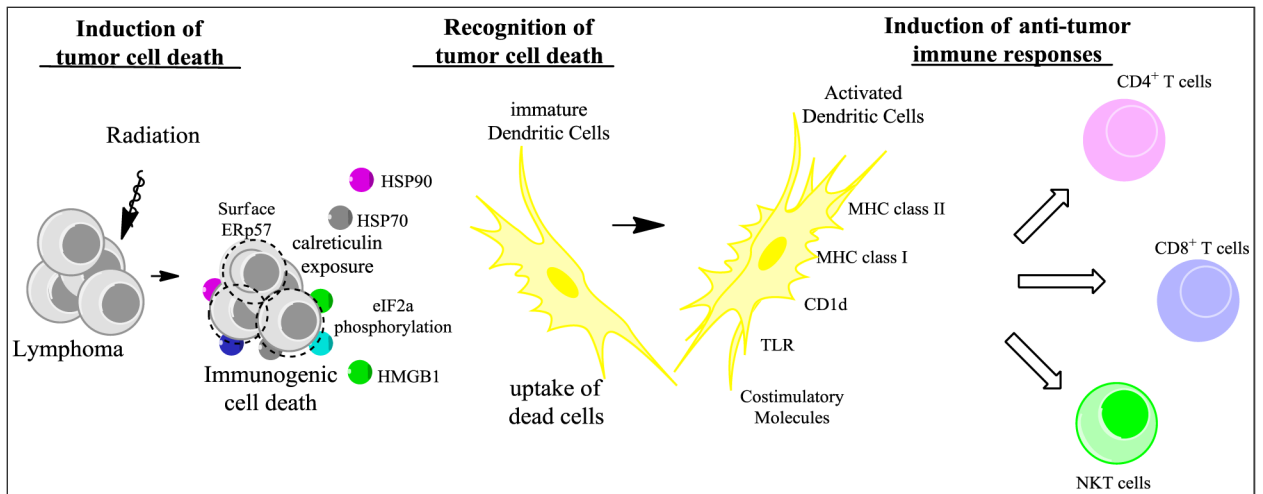 Induction of
tumor cell death
Recognition of
tumor cell death
Induction of anti-tumor
immune responses
Radiation
Lymphoma
Surface
ERp57
HSP90
HSP70
calreticulin
exposure
eIF2a
phosphorylation
HMGB1
Immunogenic
cell death
immature
Dendritic Cells
uptake of
dead cells
Activated
Dendritic Cells
MHC class II
MHC class I
CD1d
TLR
Costimulatory
Molecules
CD4⁺ T cells
CD8⁺ T cells
NKT cells